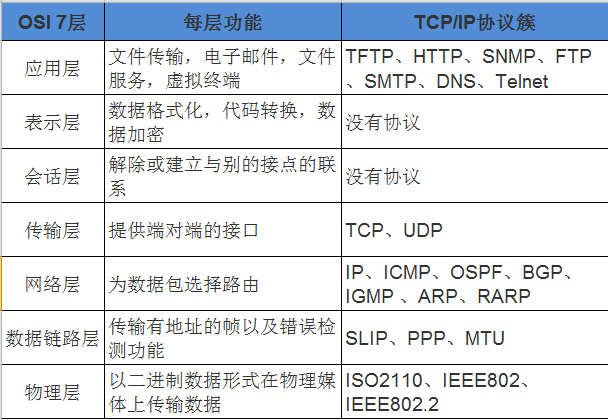 OSI 7层 每层功能 TCP/IP协议簇
应用层 文件传输，电子邮件，文件服务，虚拟终端 TFTP、HTTP、SNMP、FTP、SMTP、DNS、Telnet
表示层 数据格式化，代码转换，数据加密 没有协议
会话层 解除或建立与别的接点的联系 没有协议
传输层 提供端对端的接口 TCP、UDP
网络层 为数据包选择路由 IP、ICMP、OSPF、BGP、IGMP 、ARP、RARP
数据链路层 传输有地址的帧以及错误检测功能 SLIP、PPP、MTU
物理层 以二进制数据形式在物理媒体上传输数据 ISO2110、IEEE802、IEEE802.2